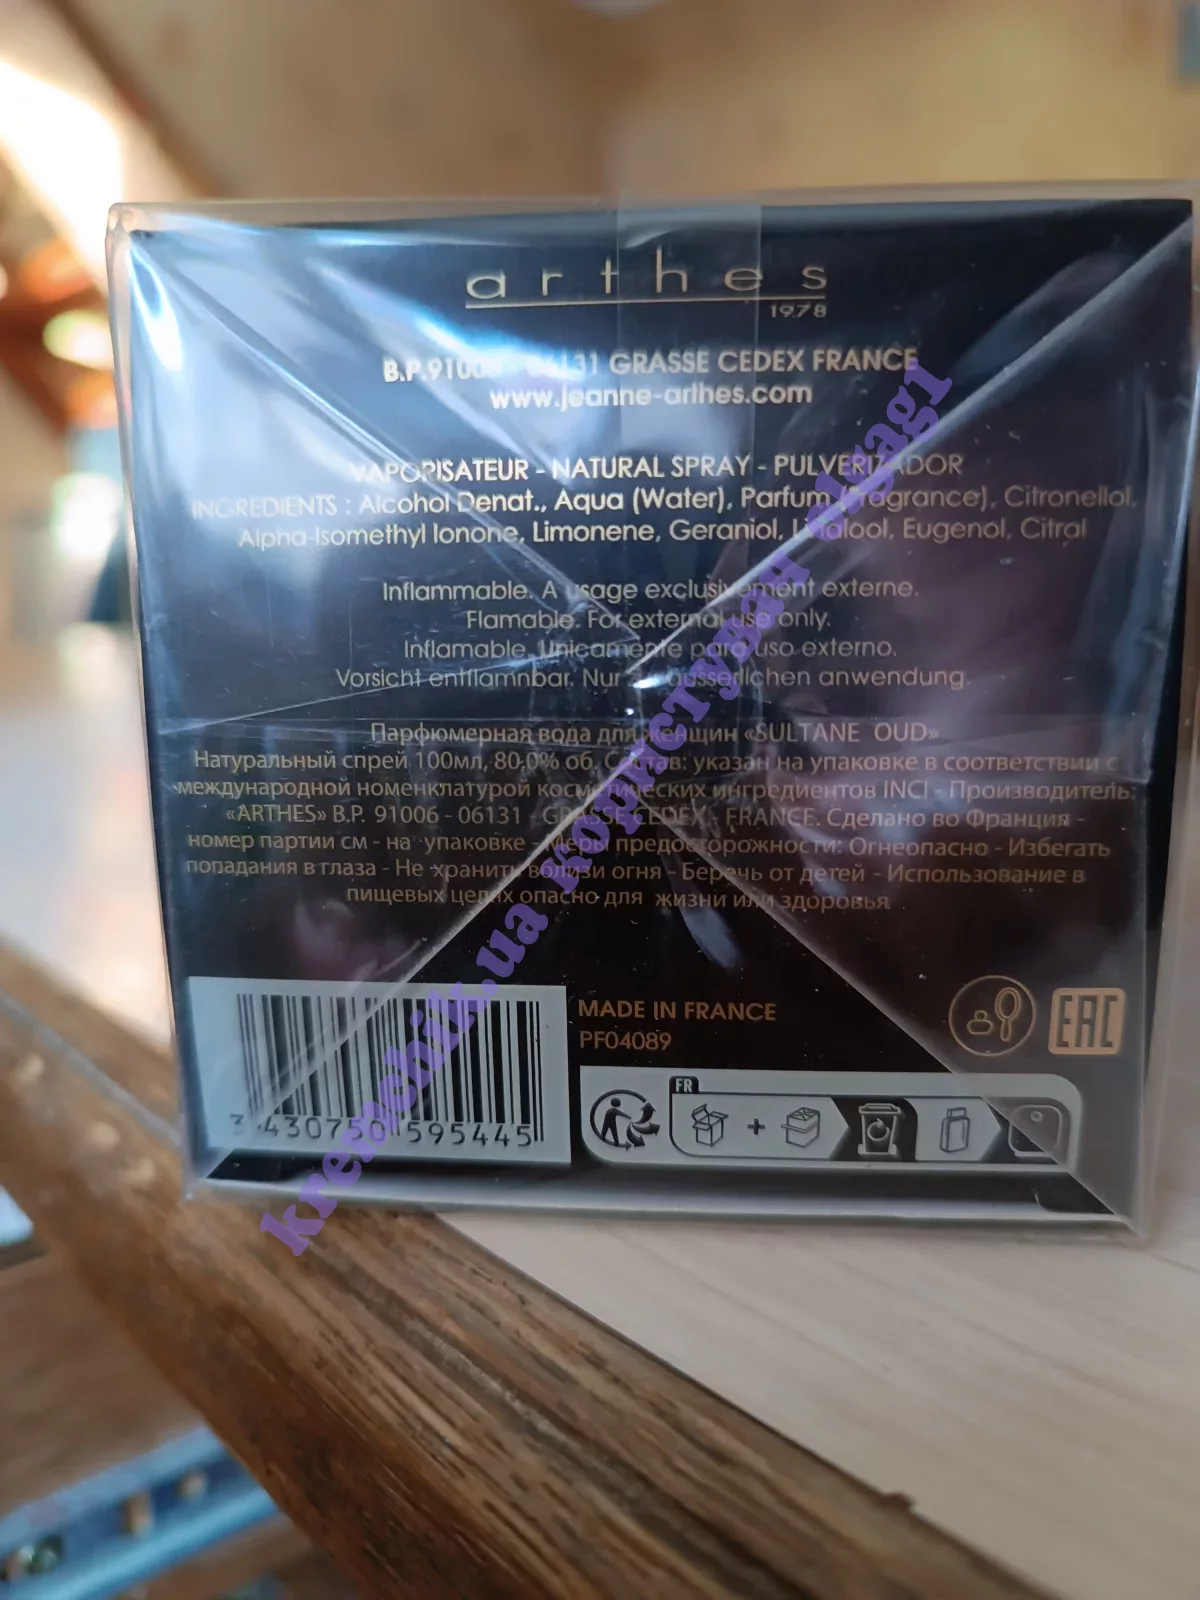 arthes
1978
B.P.91006 - 06131 GRASSE CEDEX FRANCE
www.jeanne-arthes.com
VAPORISATEUR - NATURAL SPRAY - PULVERIZADOR
INGREDIENTS : Alcohol Denat., Aqua (Water), Parfum (Fragrance), Citronellol,
Alpha-Isomethyl Ionone, Limonene, Geraniol, Linalool, Eugenol, Citral
Inflammable. A usage exclusivement externe.
Flamable. For external use only.
Inflamable. Unicamente para uso externo.
Vorsicht entflamnbar. Nur zur äusserlichen anwendung.
Парфюмерная вода для женщин «SULTANE OUD»
Натуральный спрей 100мл, 80,0% об. Состав: указан на упаковке в соответствии с
международной номенклатурой косметических ингредиентов INCI - Производитель:
«ARTHES» B.P. 91006 - 06131 - GRASSE CEDEX - FRANCE. Сделано во Франция -
номер партии см - на упаковке - Меры предосторожности: Огнеопасно - Избегать
попадания в глаза - Не хранить вблизи огня - Беречь от детей - Использование в
пищевых целях опасно для жизни или здоровья
MADE IN FRANCE
PF04089
EAC
FR
3 430750 595445
kremchik.ua користувач